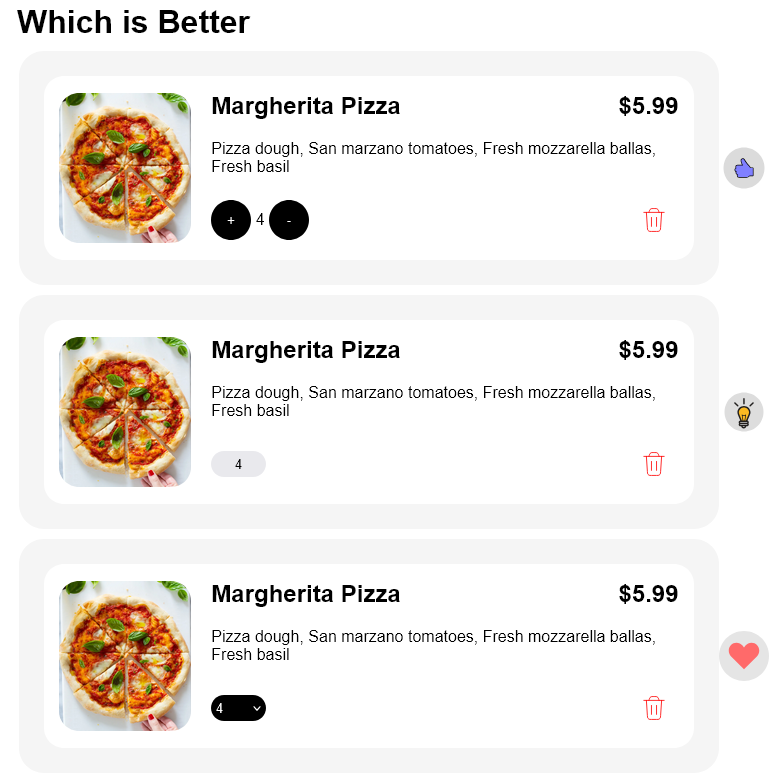 Which is Better
Margherita Pizza $5.99
Pizza dough, San marzano tomatoes, Fresh mozzarella ballas,
Fresh basil
+ 4 -
Margherita Pizza $5.99
Pizza dough, San marzano tomatoes, Fresh mozzarella ballas,
Fresh basil
4
Margherita Pizza $5.99
Pizza dough, San marzano tomatoes, Fresh mozzarella ballas,
Fresh basil
4